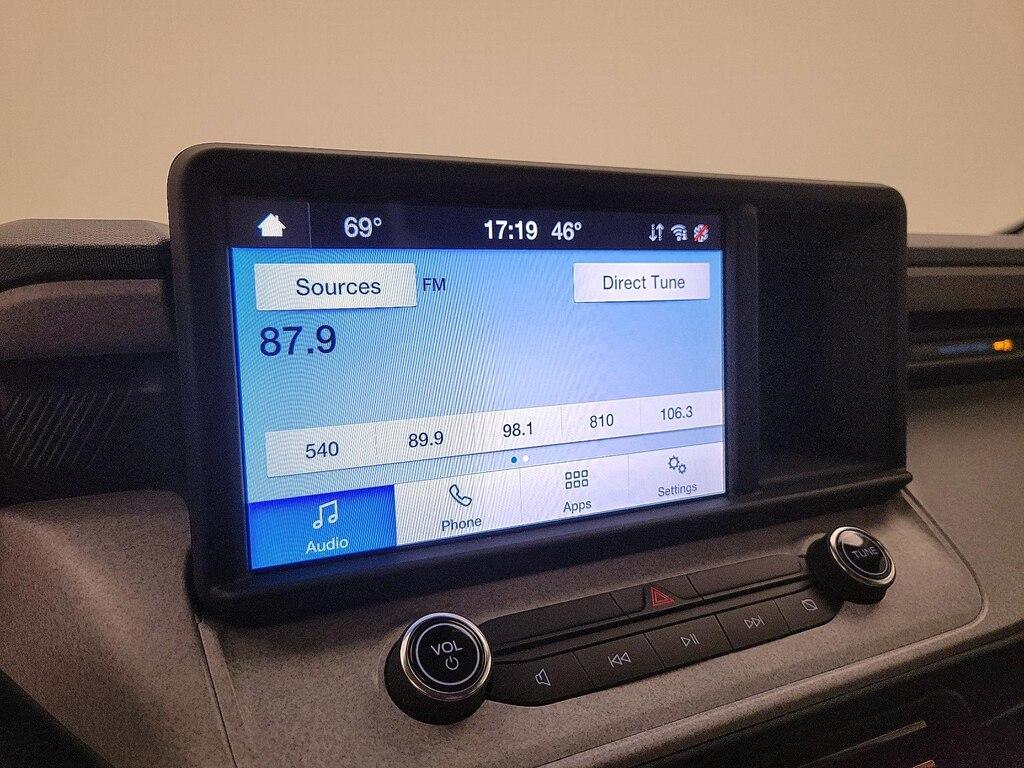 69° 17:19 46°
Sources FM Direct Tune
87.9
540 89.9 98.1 810 106.3
Audio Phone Apps Settings
VOL
TUNE